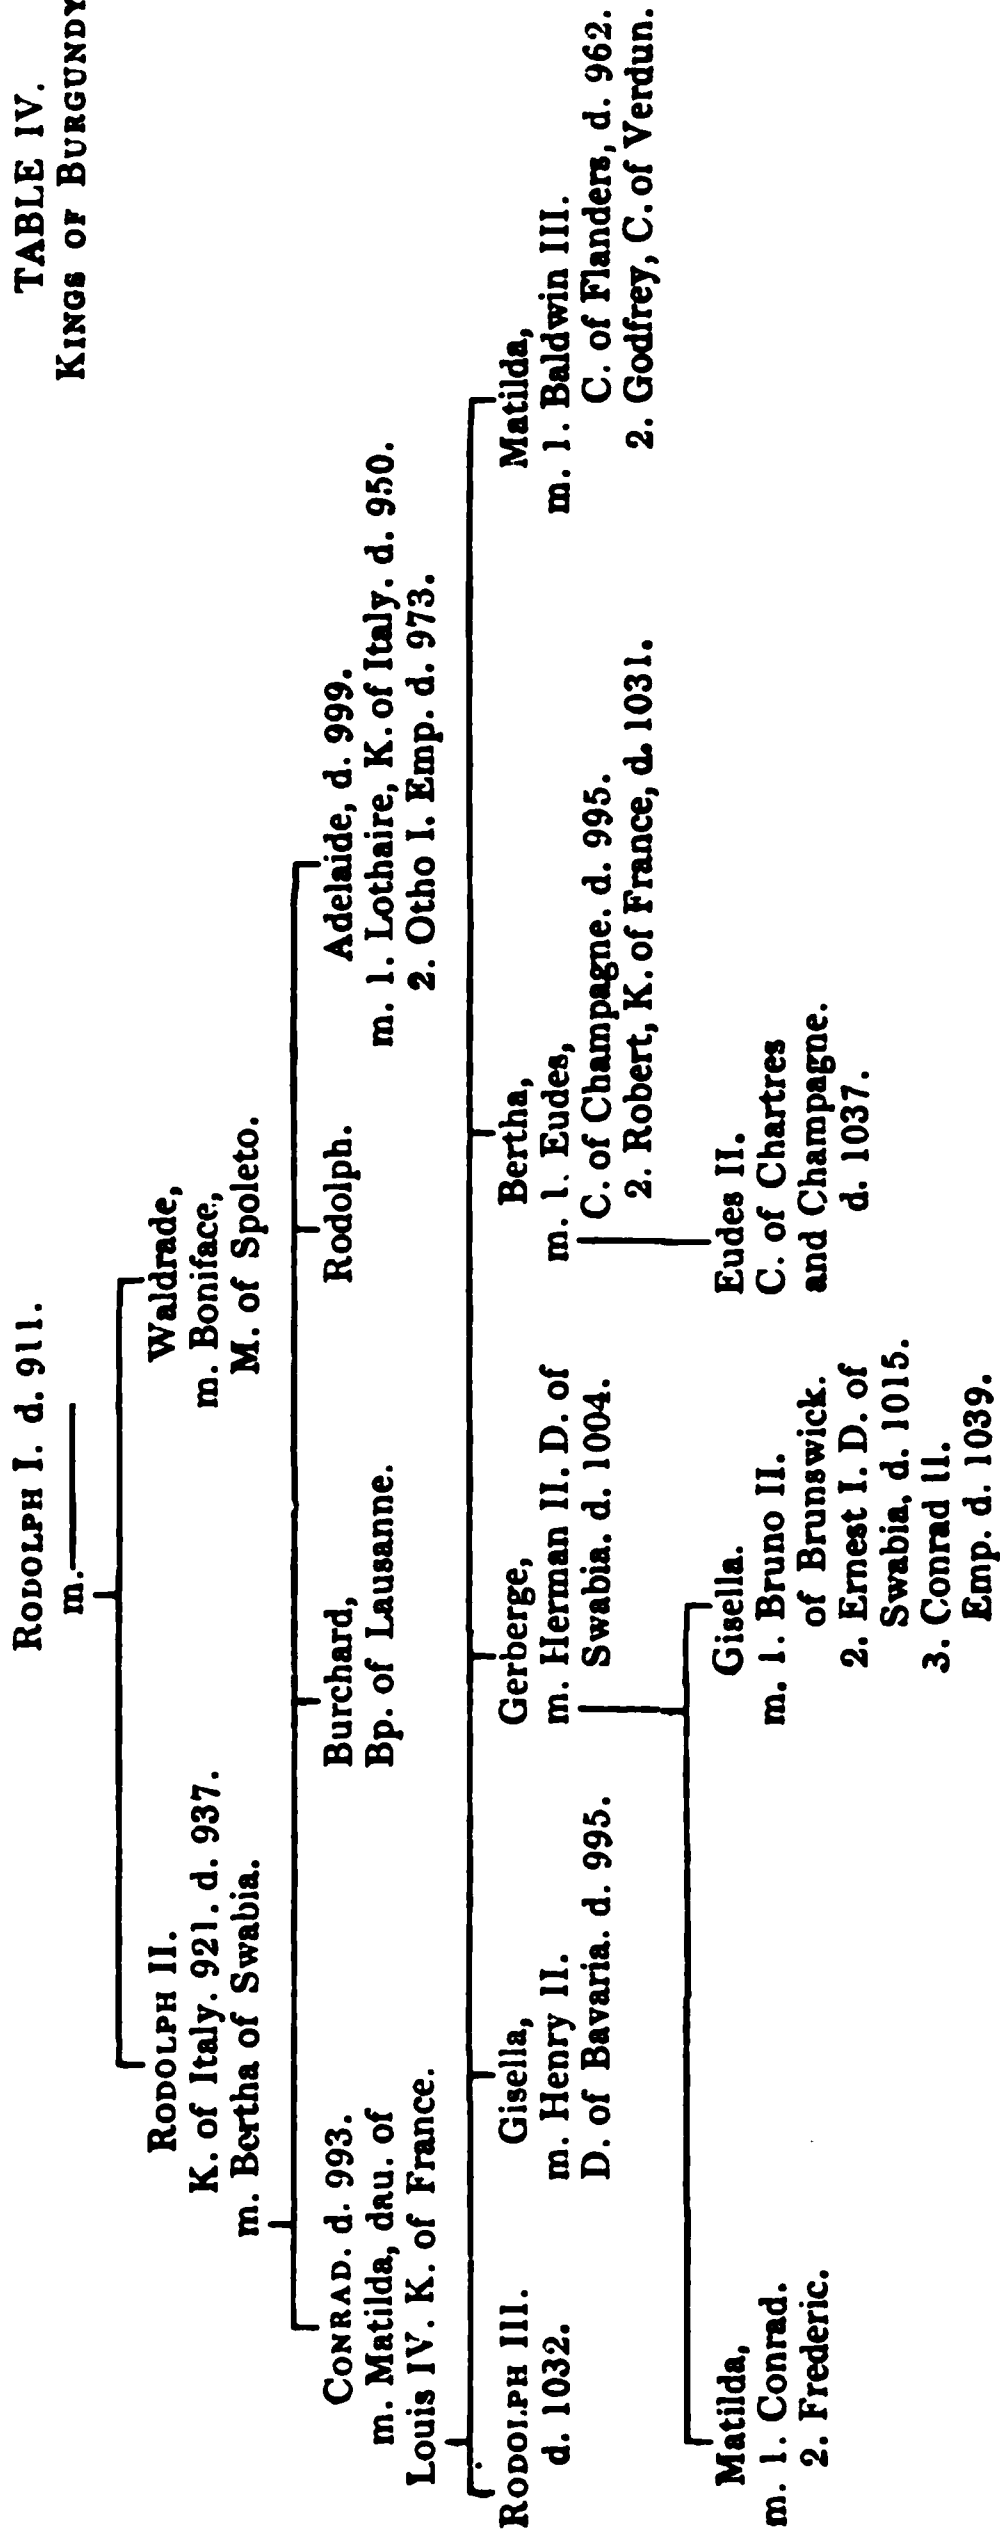 TABLE IV.
KINGS OF BURGUNDY
RODOLPH I. d. 911.
m.
RODOLPH II.
K. of Italy. 921. d. 937.
m. Bertha of Swabia.
Waldrade,
m. Boniface,
M. of Spoleto.
CONRAD. d. 993.
m. Matilda, dau. of
Louis IV. K. of France.
Burchard,
Bp. of Lausanne.
Rodolph.
Adelaide, d. 999.
m. 1. Lothaire, K. of Italy. d. 950.
2. Otho I. Emp. d. 973.
RODOLPH III.
d. 1032.
Gisella,
m. Henry II.
D. of Bavaria. d. 995.
Gerberge,
m. Herman II. D. of
Swabia. d. 1004.
Bertha,
m. 1. Eudes,
C. of Champagne. d. 995.
2. Robert, K. of France, d. 1031.
Matilda,
m. 1. Baldwin III.
C. of Flanders, d. 962.
2. Godfrey, C. of Verdun.
Matilda,
m. 1. Conrad.
2. Frederic.
Gisella.
m. 1. Bruno II.
of Brunswick.
2. Ernest I. D. of
Swabia, d. 1015.
3. Conrad II.
Emp. d. 1039.
Eudes II.
C. of Chartres
and Champagne.
d. 1037.